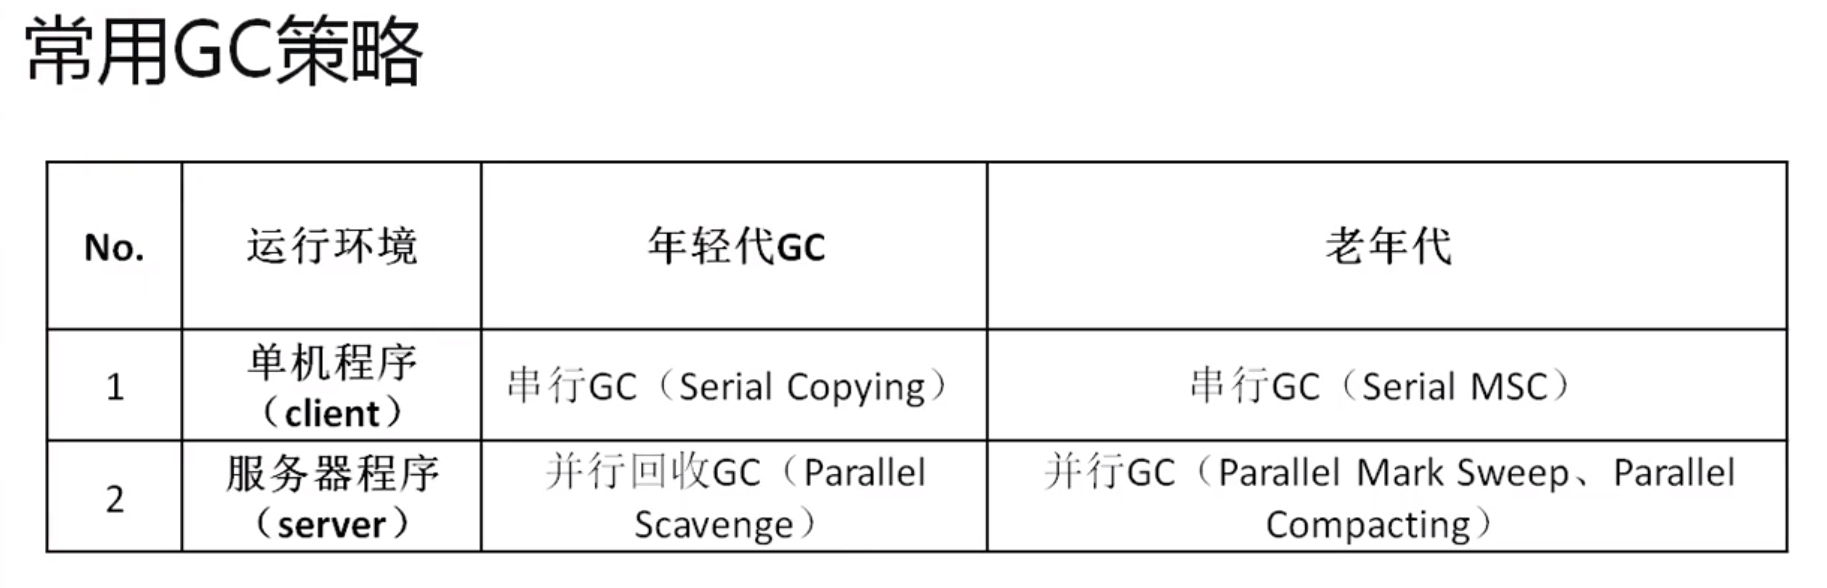 常用GC策略
No. 运行环境 年轻代GC 老年代
1 单机程序（client） 串行GC（Serial Copying） 串行GC（Serial MSC）
2 服务器程序（server） 并行回收GC（Parallel Scavenge） 并行GC（Parallel Mark Sweep、Parallel Compacting）